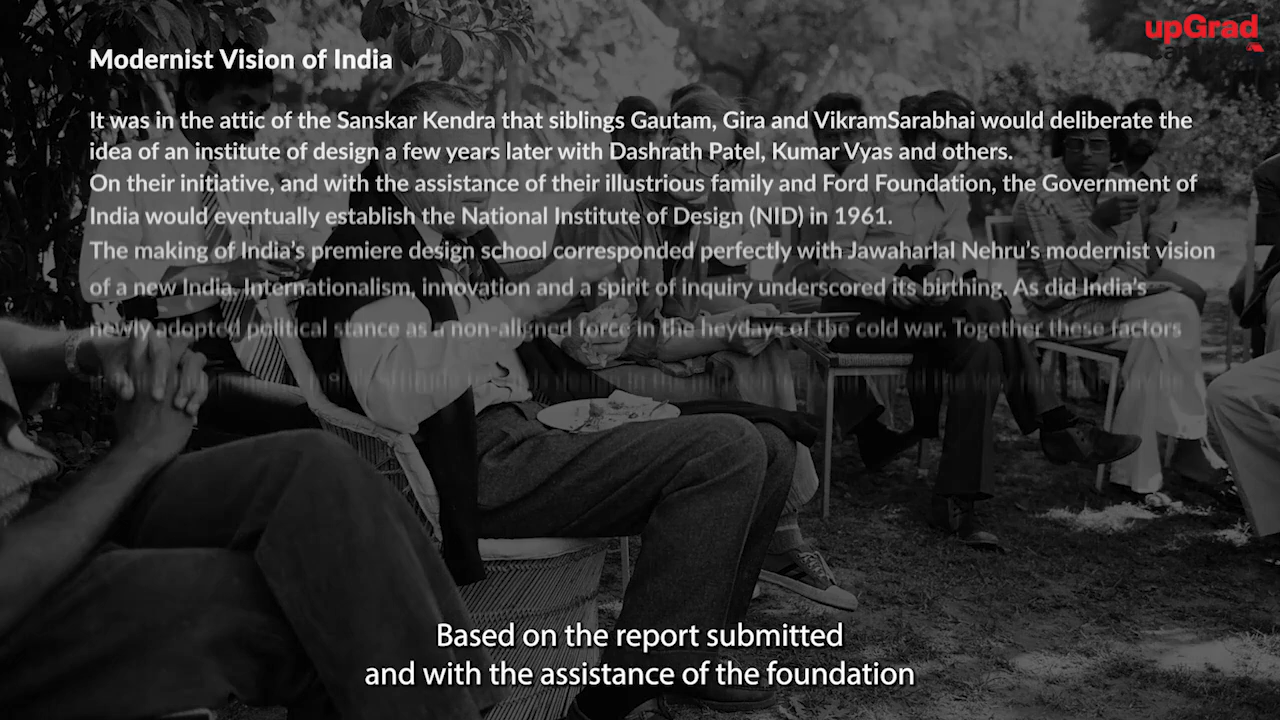 upGrad
Modernist Vision of India
It was in the attic of the Sanskar Kendra that siblings Gautam, Gira and VikramSarabhai would deliberate the
idea of an institute of design a few years later with Dashrath Patel, Kumar Vyas and others.
On their initiative, and with the assistance of their illustrious family and Ford Foundation, the Government of
India would eventually establish the National Institute of Design (NID) in 1961.
The making of India’s premiere design school corresponded perfectly with Jawaharlal Nehru’s modernist vision
of a new India. Internationalism, innovation and a spirit of inquiry underscored its birthing. As did India’s
newly adopted political stance as a non-aligned force in the heydays of the cold war. Together these factors
Based on the report submitted
and with the assistance of the foundation